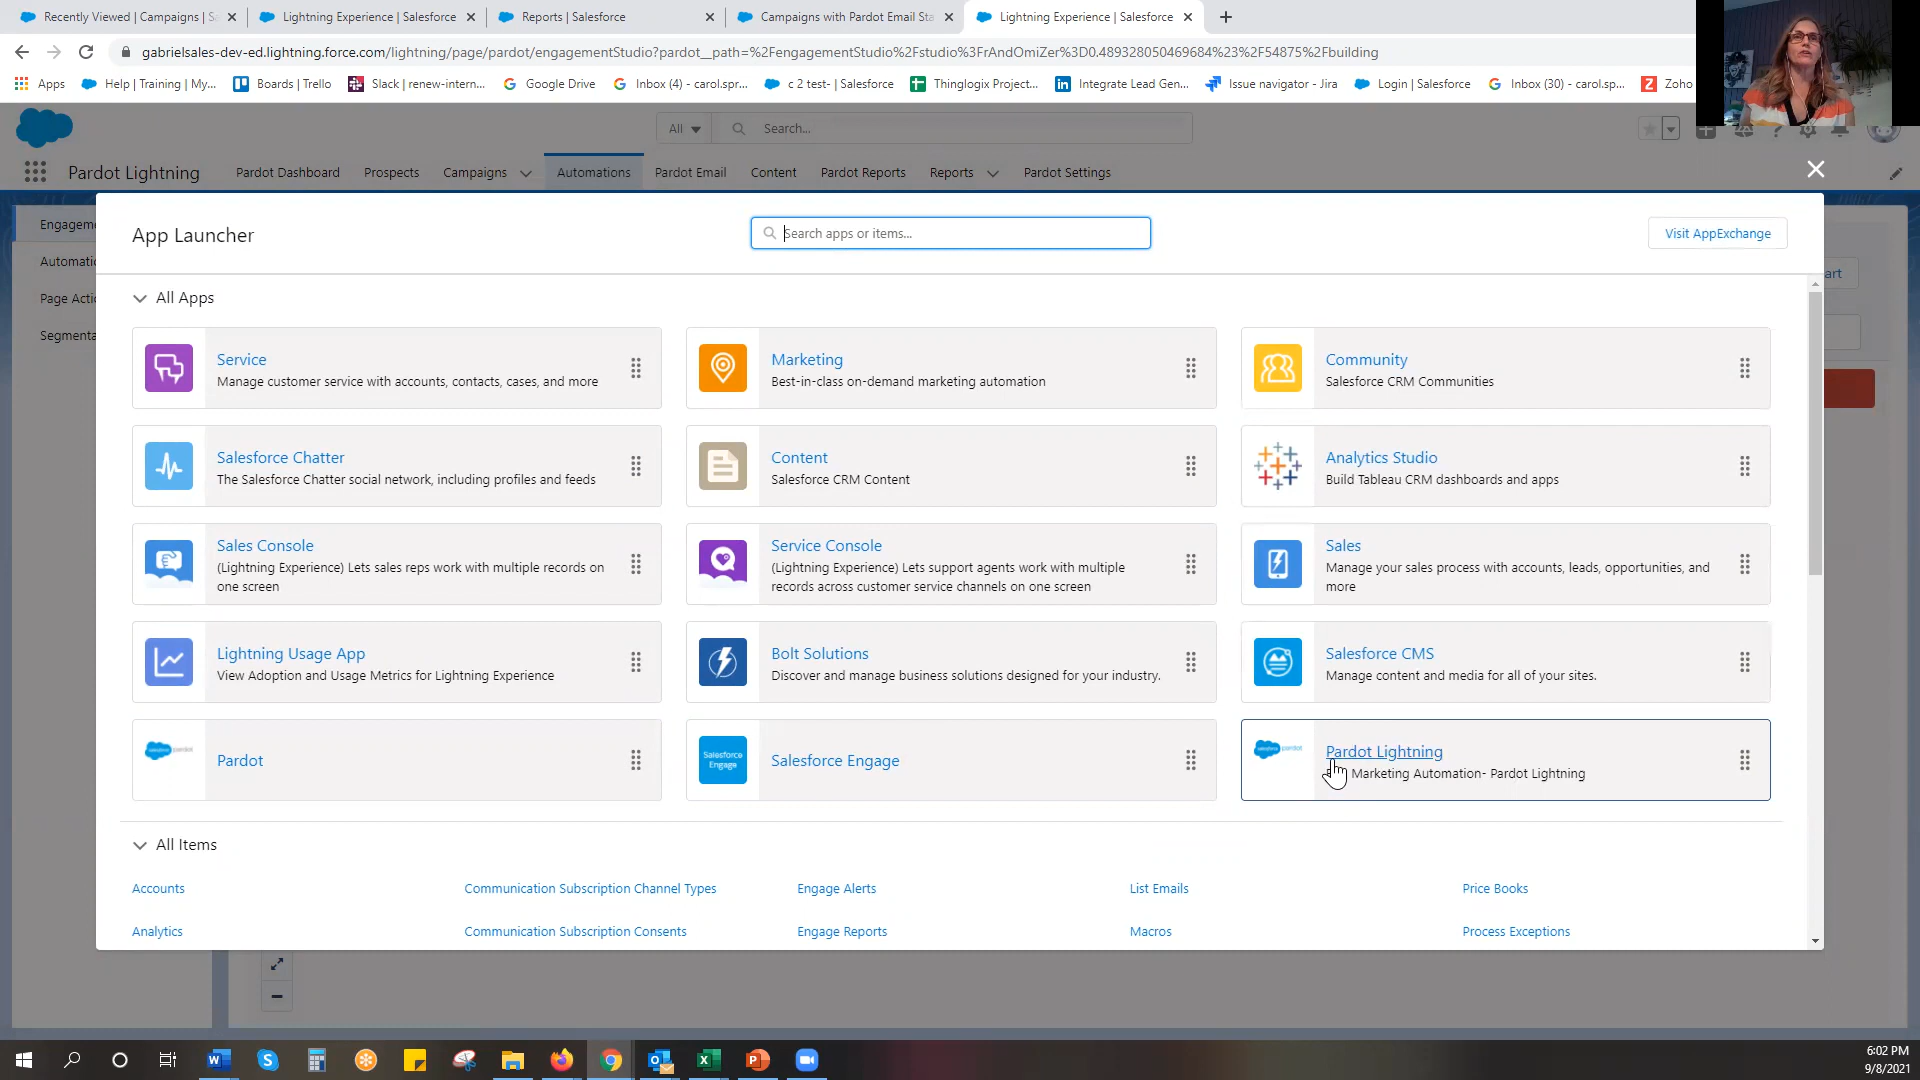 Recently Viewed | Campaigns | S
Lightning Experience | Salesforce
Reports | Salesforce
Campaigns with Pardot Email Sta
Lightning Experience | Salesforce
gabrielsales-dev-ed.lightning.force.com/lightning/page/pardot/engagementStudio?pardot__path=%2FengagementStudio%2Fstudio%3FrAndOmiZer%3D0.489328050469684%23%2F54875%2Fbuilding
Apps
Help | Training | My...
Boards | Trello
Slack | renew-intern...
Google Drive
Inbox (4) - carol.spr...
c 2 test- | Salesforce
Thinglogix Project...
Integrate Lead Gen...
Issue navigator - Jira
Login | Salesforce
Inbox (30) - carol.sp...
Zoho
All
Search...
Pardot Lightning
Pardot Dashboard
Prospects
Campaigns
Automations
Pardot Email
Content
Pardot Reports
Reports
Pardot Settings
Engageme
Automatic
Page Actio
Segmenta
art
App Launcher
Search apps or items...
Visit AppExchange
All Apps
Service
Manage customer service with accounts, contacts, cases, and more
Marketing
Best-in-class on-demand marketing automation
Community
Salesforce CRM Communities
Salesforce Chatter
The Salesforce Chatter social network, including profiles and feeds
Content
Salesforce CRM Content
Analytics Studio
Build Tableau CRM dashboards and apps
Sales Console
(Lightning Experience) Lets sales reps work with multiple records on
one screen
Service Console
(Lightning Experience) Lets support agents work with multiple
records across customer service channels on one screen
Sales
Manage your sales process with accounts, leads, opportunities, and
more
Lightning Usage App
View Adoption and Usage Metrics for Lightning Experience
Bolt Solutions
Discover and manage business solutions designed for your industry.
Salesforce CMS
Manage content and media for all of your sites.
Pardot
Salesforce
Engage
Salesforce Engage
Pardot Lightning
Marketing Automation- Pardot Lightning
All Items
Accounts
Communication Subscription Channel Types
Engage Alerts
List Emails
Price Books
Analytics
Communication Subscription Consents
Engage Reports
Macros
Process Exceptions
6:02 PM
9/8/2021